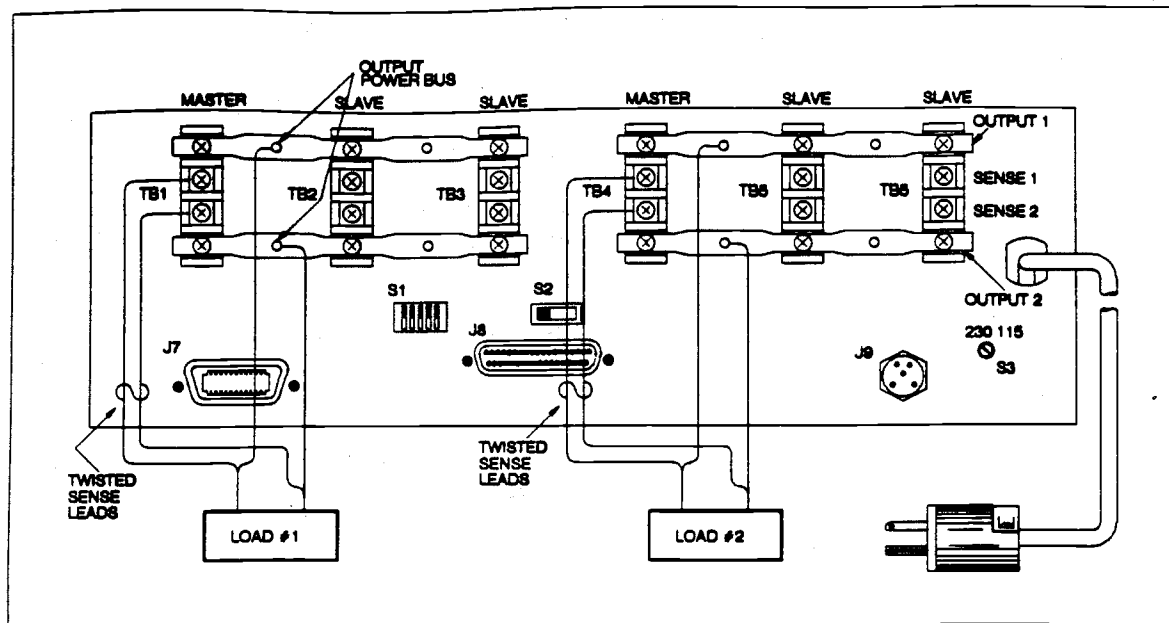 OUTPUT
POWER BUS
MASTER
SLAVE
SLAVE
MASTER
SLAVE
SLAVE
OUTPUT 1
TB1
TB2
TB3
TB4
TB5
TB5
SENSE 1
SENSE 2
S1
S2
OUTPUT 2
J7
J8
J9
230 115
S3
TWISTED
SENSE
LEADS
TWISTED
SENSE
LEADS
LOAD #1
LOAD #2